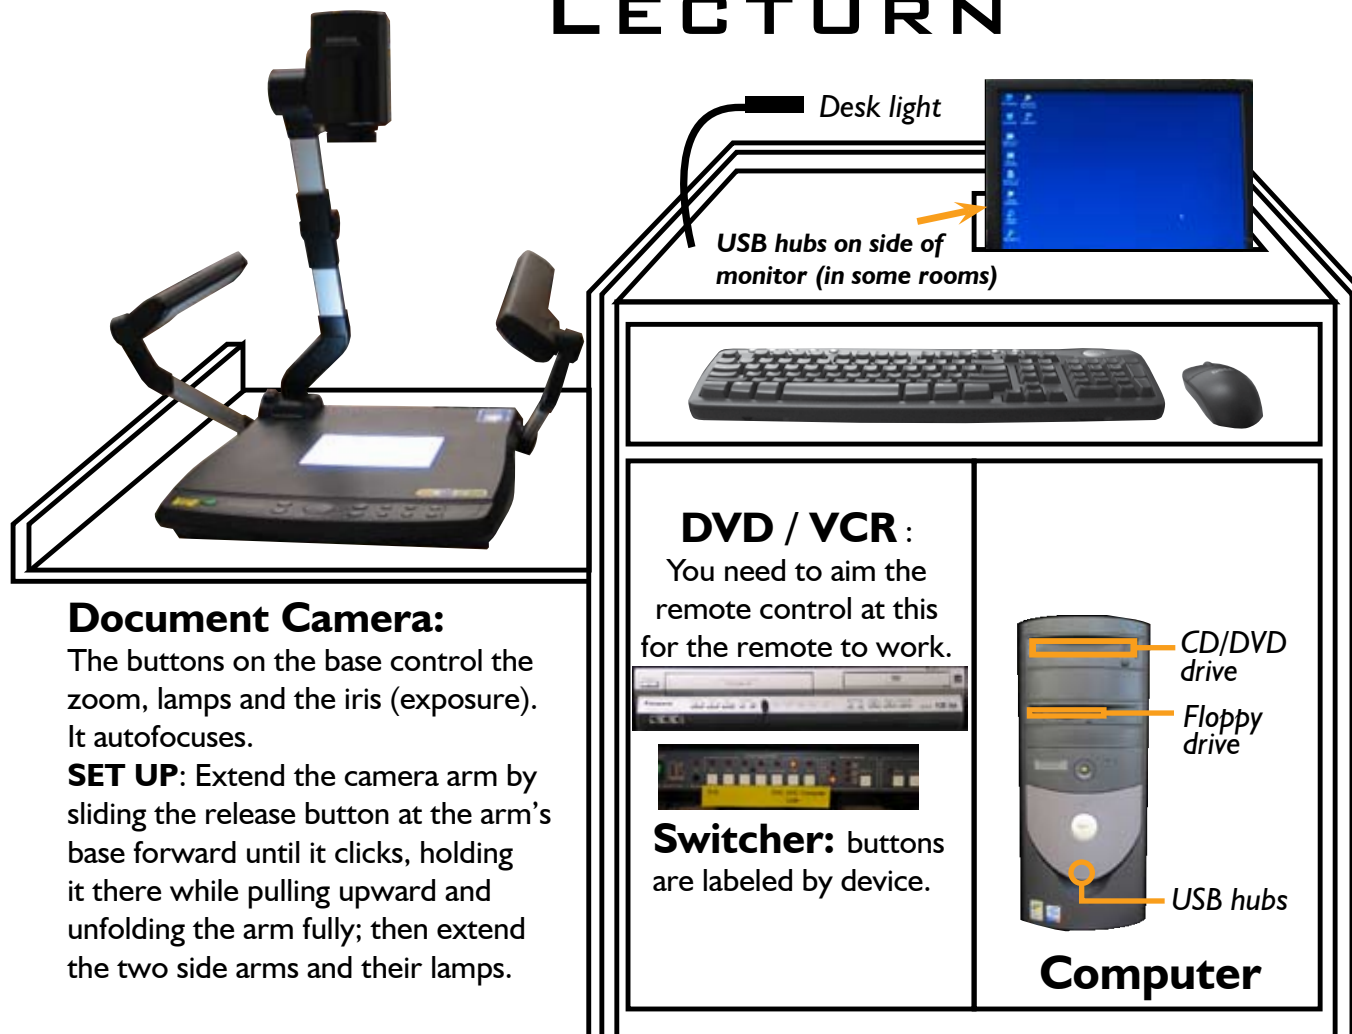 LECTURN
Desk light
USB hubs on side of
monitor (in some rooms)
DVD / VCR :
You need to aim the
remote control at this
for the remote to work.
Switcher: buttons
are labeled by device.
CD/DVD
drive
Floppy
drive
USB hubs
Computer
Document Camera:
The buttons on the base control the
zoom, lamps and the iris (exposure).
It autofocuses.
SET UP: Extend the camera arm by
sliding the release button at the arm's
base forward until it clicks, holding
it there while pulling upward and
unfolding the arm fully; then extend
the two side arms and their lamps.